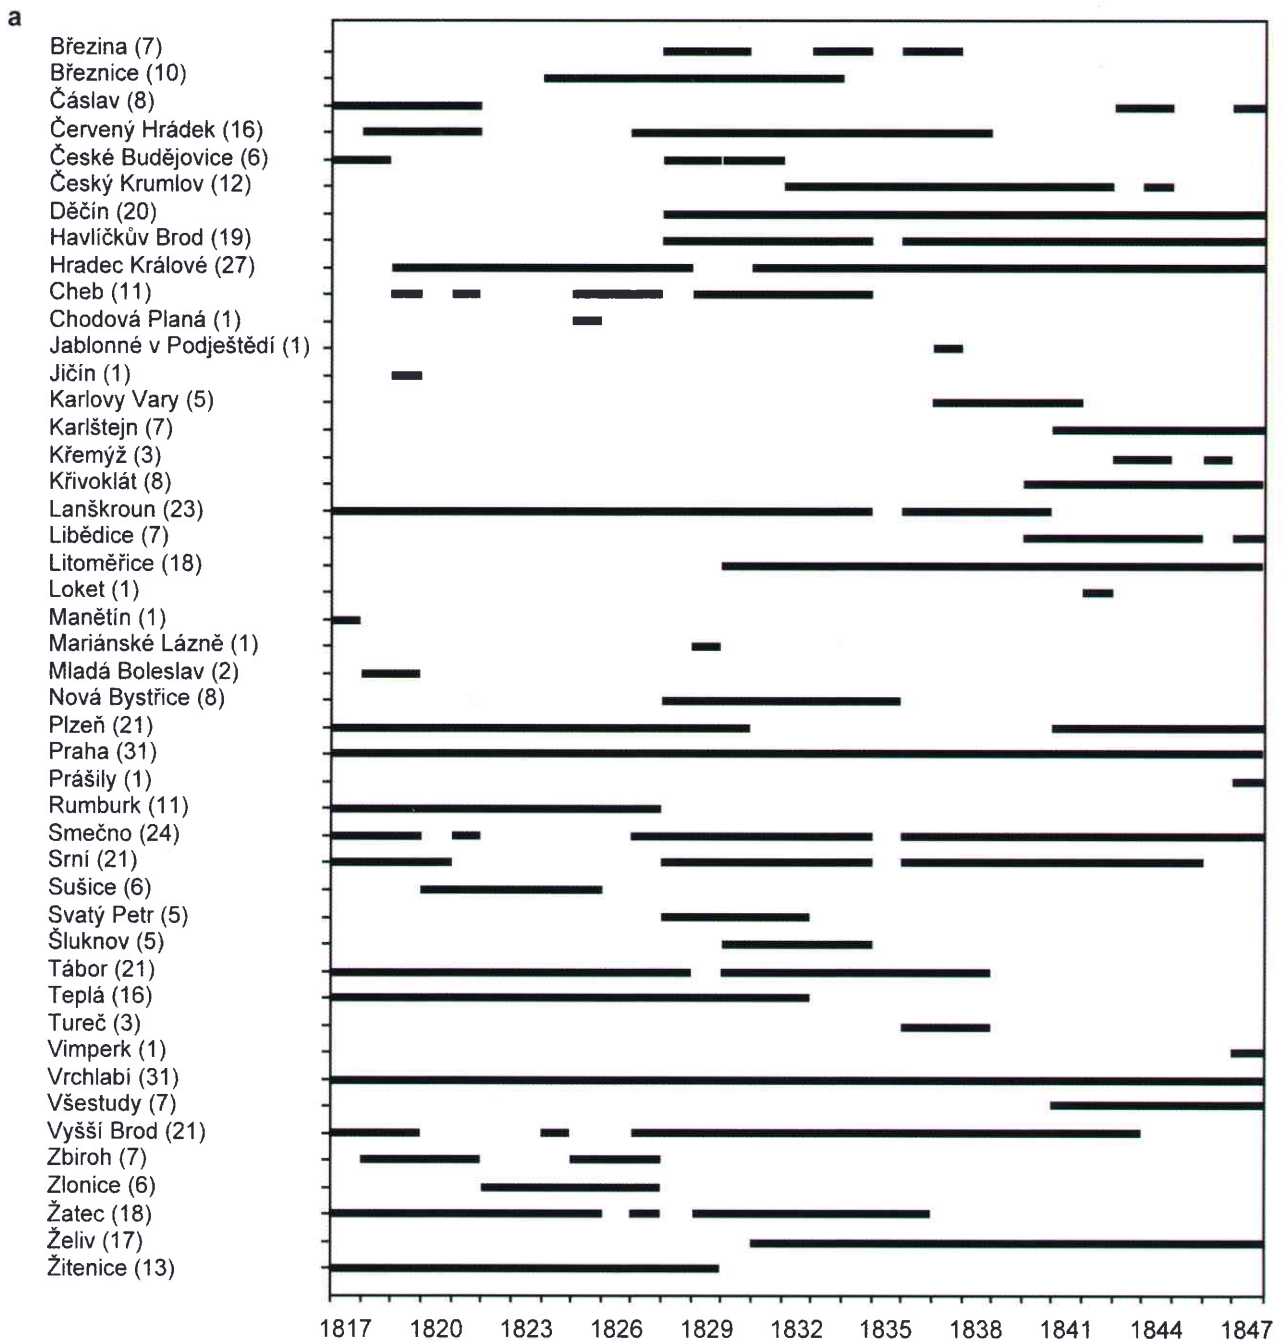 a
Březina (7)
Březnice (10)
Čáslav (8)
Červený Hrádek (16)
České Budějovice (6)
Český Krumlov (12)
Děčín (20)
Havlíčkův Brod (19)
Hradec Králové (27)
Cheb (11)
Chodová Planá (1)
Jablonné v Podještědí (1)
Jičín (1)
Karlovy Vary (5)
Karlštejn (7)
Křemýž (3)
Křivoklát (8)
Lanškroun (23)
Libědice (7)
Litoměřice (18)
Loket (1)
Manětín (1)
Mariánské Lázně (1)
Mladá Boleslav (2)
Nová Bystřice (8)
Plzeň (21)
Praha (31)
Prášily (1)
Rumburk (11)
Smečno (24)
Srní (21)
Sušice (6)
Svatý Petr (5)
Šluknov (5)
Tábor (21)
Teplá (16)
Tureč (3)
Vimperk (1)
Vrchlabí (31)
Všestudy (7)
Vyšší Brod (21)
Zbiroh (7)
Zlonice (6)
Žatec (18)
Želiv (17)
Žitenice (13)
1817 1820 1823 1826 1829 1832 1835 1838 1841 1844 1847